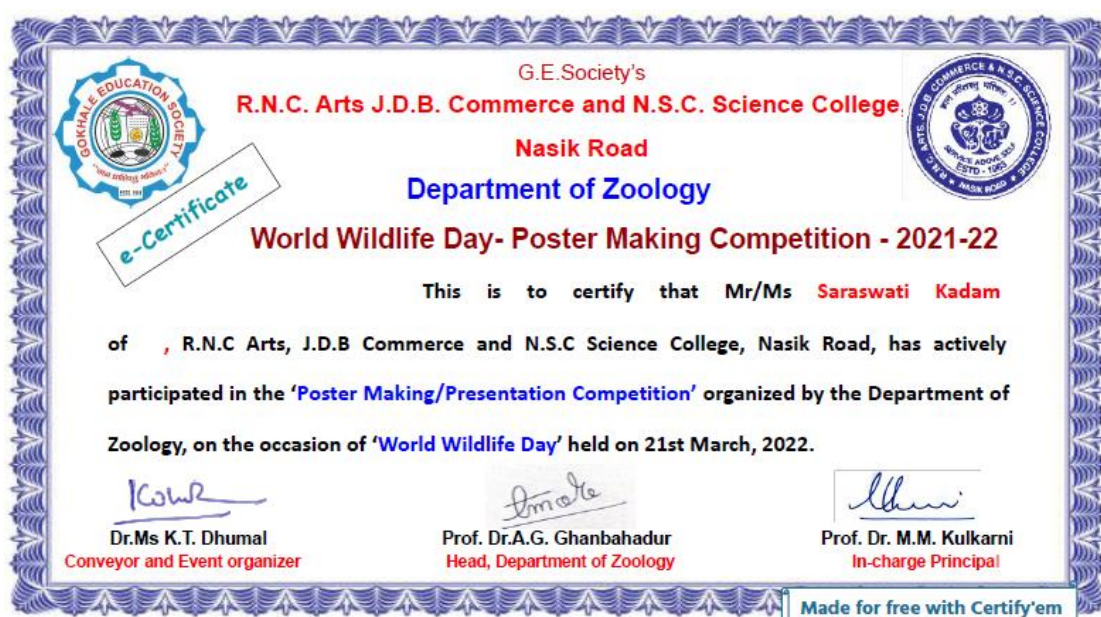 G.E.Society's
R.N.C. Arts J.D.B. Commerce and N.S.C. Science College,
Nasik Road
Department of Zoology
GOKHALE EDUCATION SOCIETY
R.N.C. ARTS, J.D.B. COMMERCE & N.S.C. SCIENCE COLLEGE
SERVICE ABOVE SELF
ESTD - 1963
NASIK ROAD
e-Certificate
World Wildlife Day- Poster Making Competition - 2021-22
This is to certify that Mr/Ms Saraswati Kadam
of , R.N.C Arts, J.D.B Commerce and N.S.C Science College, Nasik Road, has actively
participated in the 'Poster Making/Presentation Competition' organized by the Department of
Zoology, on the occasion of 'World Wildlife Day' held on 21st March, 2022.
Dr.Ms K.T. Dhumal
Conveyor and Event organizer
Prof. Dr.A.G. Ghanbahadur
Head, Department of Zoology
Prof. Dr. M.M. Kulkarni
In-charge Principal
Made for free with Certify'em